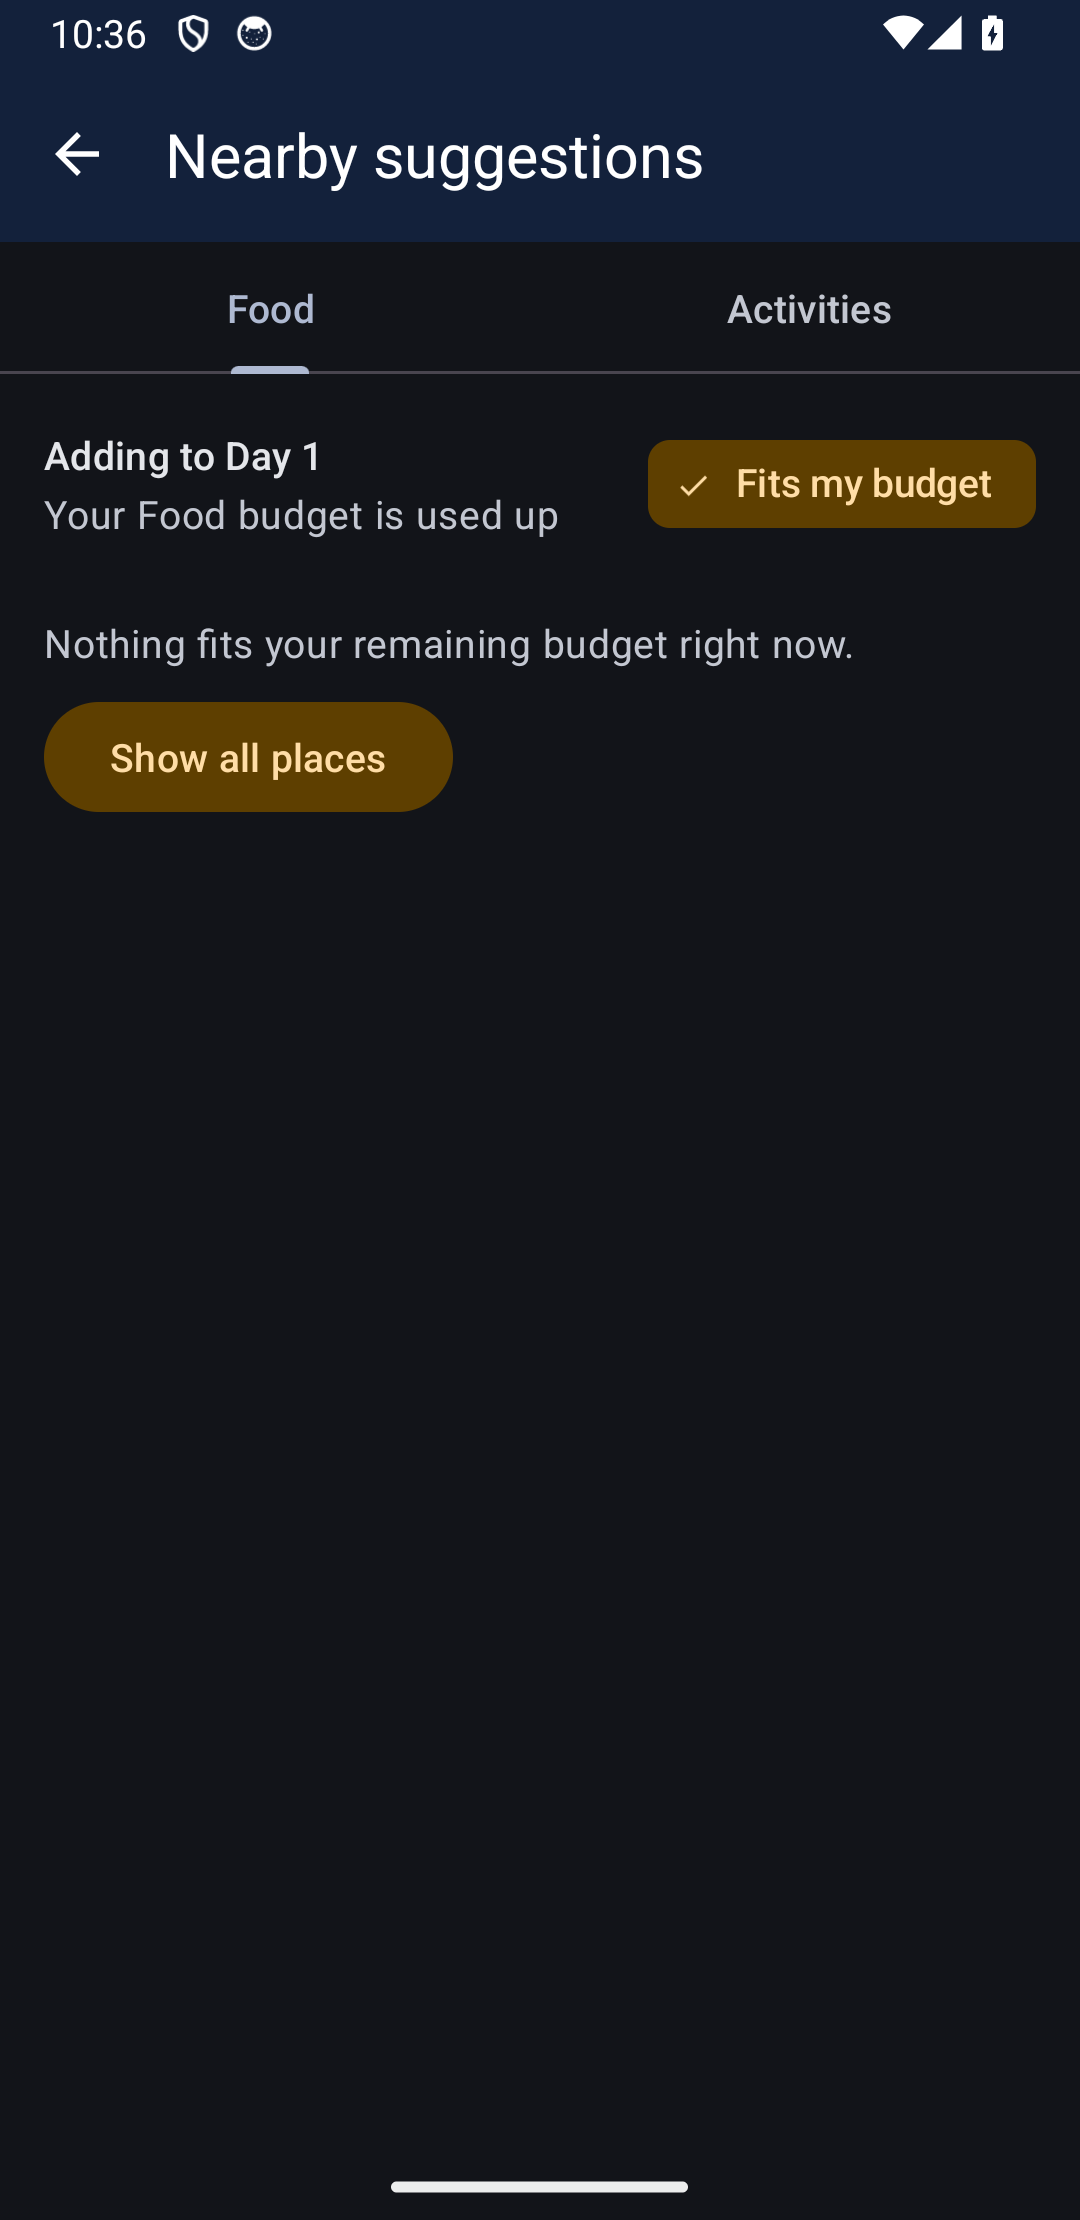 10:36
Nearby suggestions
Food
Activities
Adding to Day 1
Your Food budget is used up
Fits my budget
Nothing fits your remaining budget right now.
Show all places